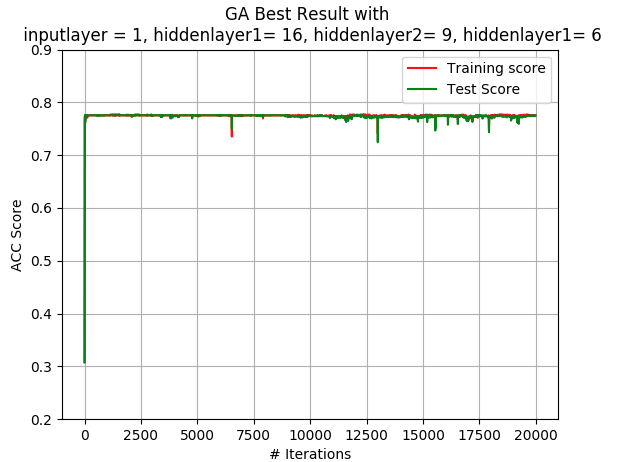 GA Best Result with
inputlayer = 1, hiddenlayer1= 16, hiddenlayer2= 9, hiddenlayer1= 6
Training score
Test Score
ACC Score
0.9
0.8
0.7
0.6
0.5
0.4
0.3
0.2
0 2500 5000 7500 10000 12500 15000 17500 20000
# Iterations